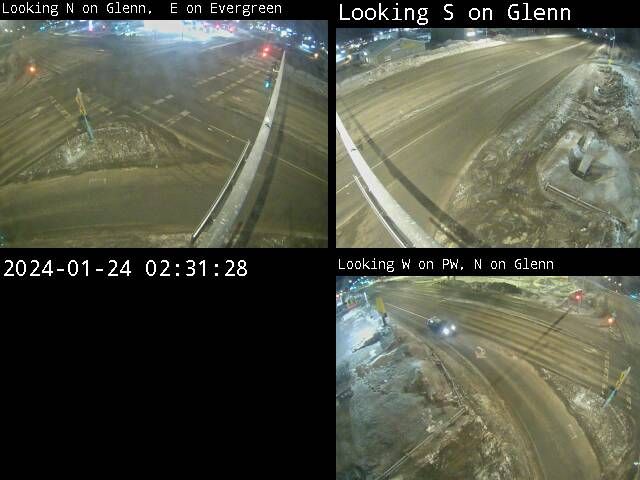 Looking N on Glenn,  E on Evergreen
Looking S on Glenn
2024-01-24 02:31:28
Looking W on PW, N on Glenn